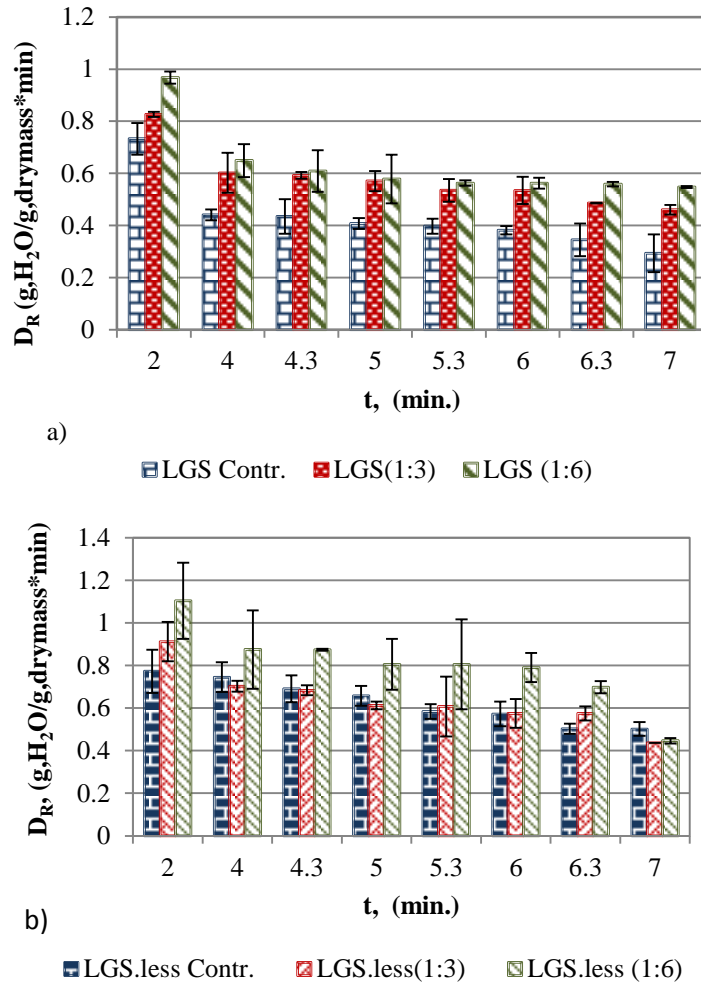 1.2
1
0.8
0.6
0.4
0.2
0
D_R (g,H₂O/g,drymass*min)
2 4 4.3 5 5.3 6 6.3 7
t, (min.)
a)
LGS Contr. LGS(1:3) LGS (1:6)
1.4
1.2
1
0.8
0.6
0.4
0.2
0
D_R, (g,H₂O/g,drymass*min)
2 4 4.3 5 5.3 6 6.3 7
t, (min.)
b)
LGS.less Contr. LGS.less(1:3) LGS.less (1:6)